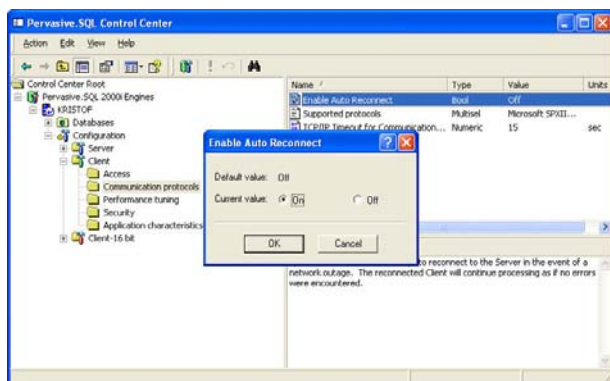 Pervasive.SQL Control Center
Action Edit View Help
Control Center Root
Pervasive.SQL 2000i Engines
KRISTOF
Databases
Configuration
Server
Client
Access
Communication protocols
Performance tuning
Security
Application characteristics
Client-16 bit
Name Type Value Units
Enable Auto Reconnect Bool Off
Supported protocols Multisel Microsoft SPXII...
TCP/IP Timeout for Communication... Numeric 15 sec
Enable Auto Reconnect
Default value: Off
Current value: On Off
OK Cancel
to reconnect to the Server in the event of a
network outage. The reconnected Client will continue processing as if no errors
were encountered.